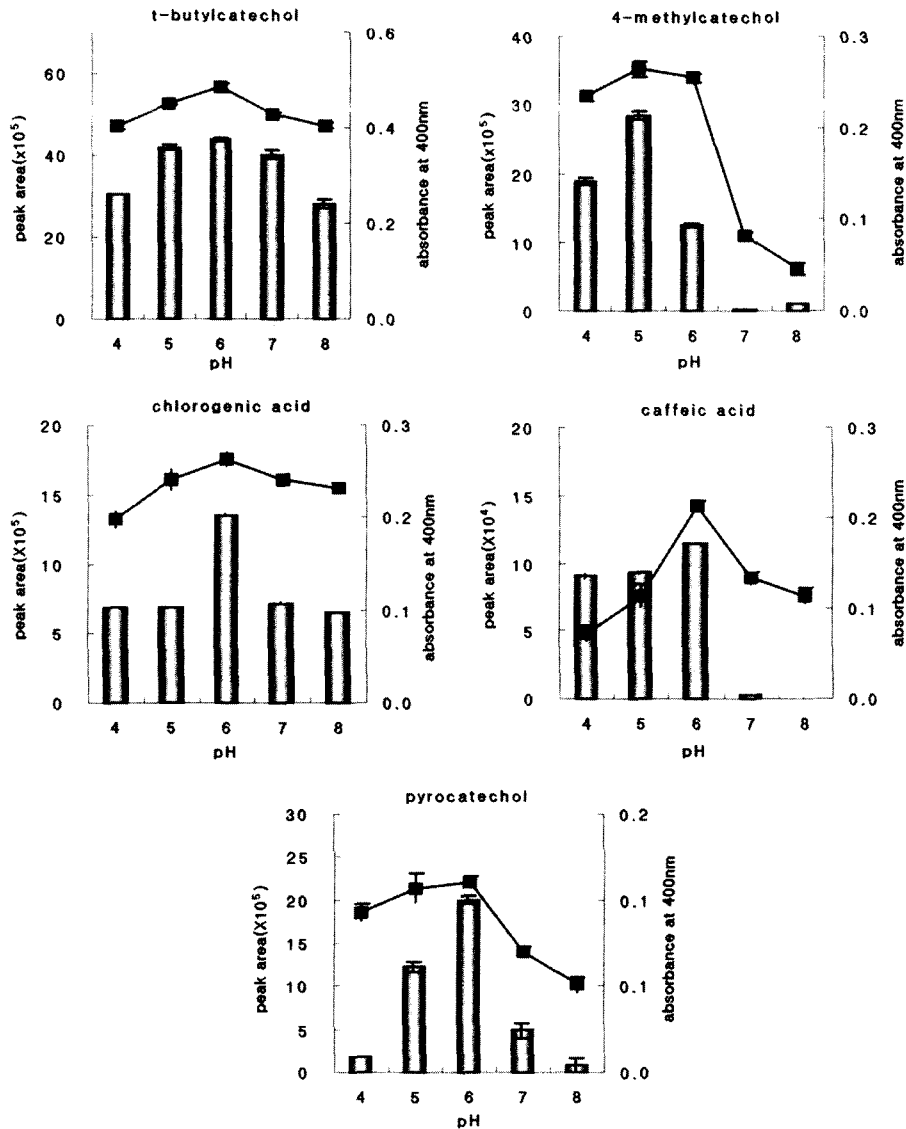 t-butylcatechol
peak area(x10⁵)
60
40
20
0
0.6
0.4
0.2
0.0
absorbance at 400nm
4 5 6 7 8
pH
4-methylcatechol
peak area(x10⁵)
40
30
20
10
0
0.3
0.2
0.1
0.0
absorbance at 400nm
4 5 6 7 8
pH
chlorogenic acid
peak area(X10⁵)
20
15
10
5
0
0.3
0.2
0.1
0.0
absorbance at 400nm
4 5 6 7 8
pH
caffeic acid
peak area(X10⁴)
20
15
10
5
0
0.3
0.2
0.1
0.0
absorbance at 400nm
4 5 6 7 8
pH
pyrocatechol
peak area(X10⁵)
30
25
20
15
10
5
0
0.2
0.1
0.1
0.0
absorbance at 400nm
4 5 6 7 8
pH